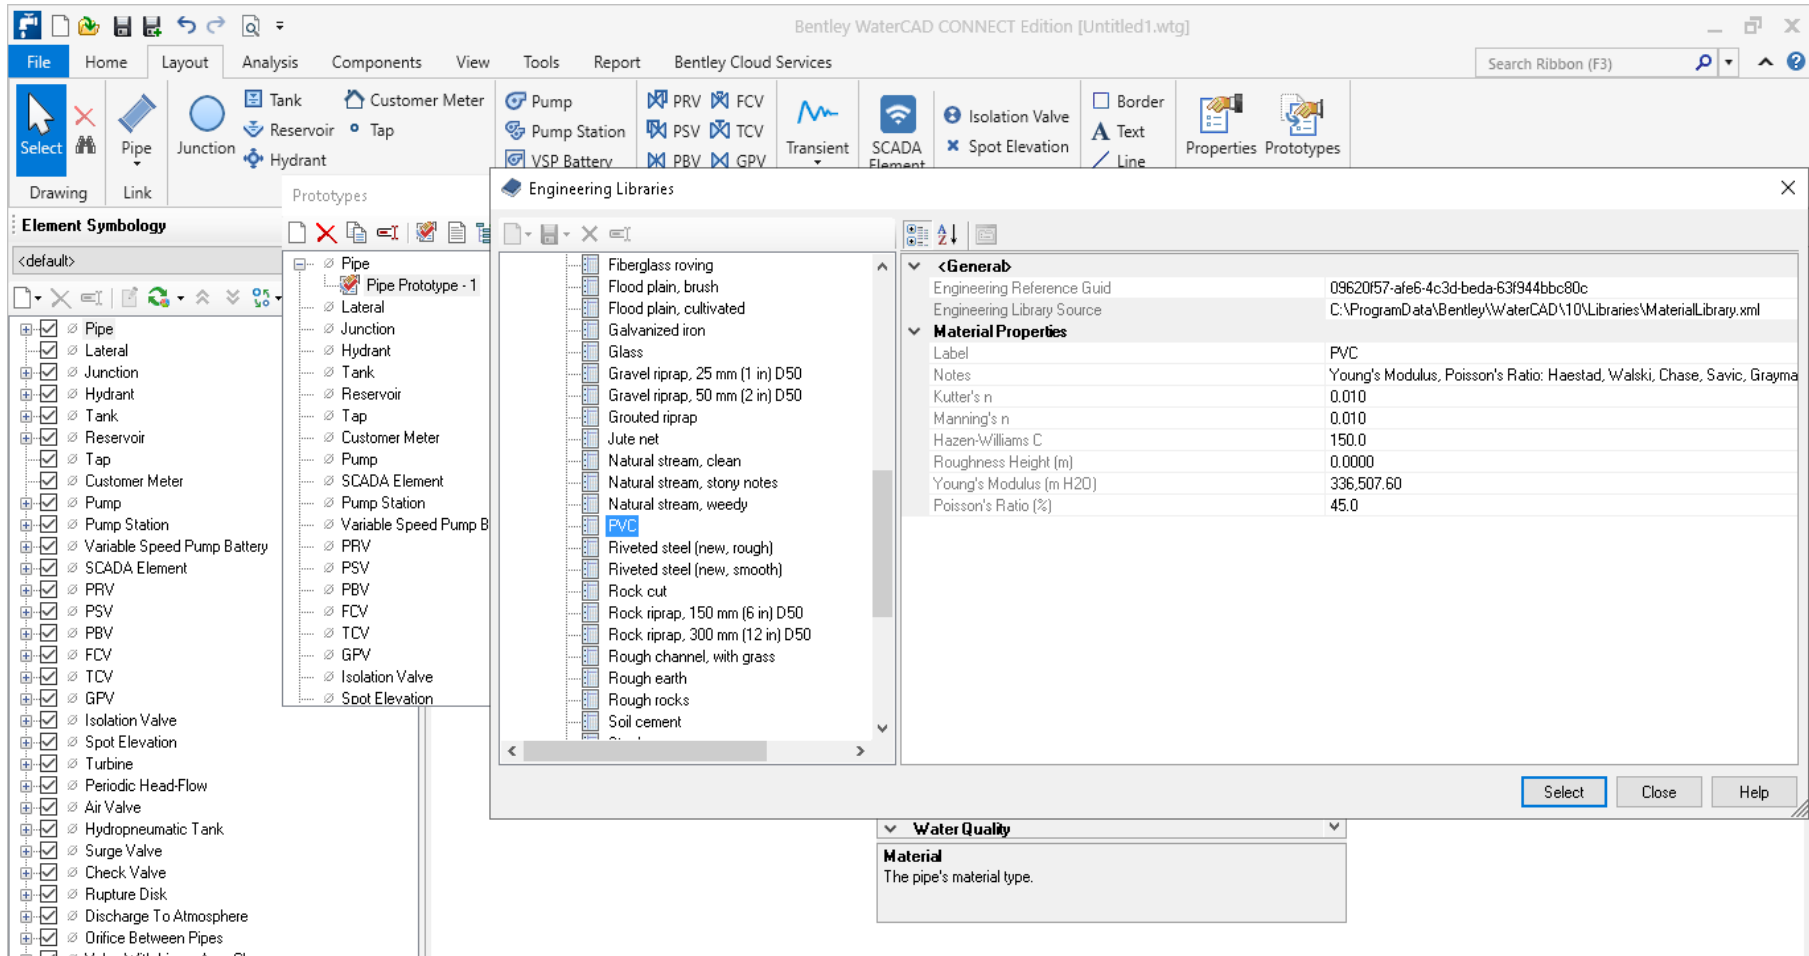 Bentley WaterCAD CONNECT Edition [Untitled1.wtg]
File Home Layout Analysis Components View Tools Report Bentley Cloud Services
Search Ribbon (F3)
Select
Drawing
Pipe
Link
Junction
Tank
Reservoir
Hydrant
Customer Meter
Tap
Pump
Pump Station
VSP Battery
PRV FCV
PSV TCV
PBV GPV
Transient
SCADA
Element
Isolation Valve
Spot Elevation
Border
Text
Line
Properties
Prototypes
Element Symbology
<default>
Pipe
Lateral
Junction
Hydrant
Tank
Reservoir
Tap
Customer Meter
Pump
Pump Station
Variable Speed Pump Battery
SCADA Element
PRV
PSV
PBV
FCV
TCV
GPV
Isolation Valve
Spot Elevation
Turbine
Periodic Head-Flow
Air Valve
Hydropneumatic Tank
Surge Valve
Check Valve
Rupture Disk
Discharge To Atmosphere
Orifice Between Pipes
Prototypes
Pipe
Pipe Prototype - 1
Lateral
Junction
Hydrant
Tank
Reservoir
Tap
Customer Meter
Pump
SCADA Element
Pump Station
Variable Speed Pump B
PRV
PSV
PBV
FCV
TCV
GPV
Isolation Valve
Spot Elevation
Engineering Libraries
Fiberglass roving
Flood plain, brush
Flood plain, cultivated
Galvanized iron
Glass
Gravel riprap, 25 mm (1 in) D50
Gravel riprap, 50 mm (2 in) D50
Grouted riprap
Jute net
Natural stream, clean
Natural stream, stony notes
Natural stream, weedy
PVC
Riveted steel (new, rough)
Riveted steel (new, smooth)
Rock cut
Rock riprap, 150 mm (6 in) D50
Rock riprap, 300 mm (12 in) D50
Rough channel, with grass
Rough earth
Rough rocks
Soil cement
<General>
Engineering Reference Guid 09620f57-afe6-4c3d-beda-63f944bbc80c
Engineering Library Source C:\ProgramData\Bentley\WaterCAD\10\Libraries\MaterialLibrary.xml
Material Properties
Label PVC
Notes Young's Modulus, Poisson's Ratio: Haestad, Walski, Chase, Savic, Grayma
Kutter's n 0.010
Manning's n 0.010
Hazen-Williams C 150.0
Roughness Height (m) 0.0000
Young's Modulus (m H2O) 336,507.60
Poisson's Ratio (%) 45.0
Select Close Help
Water Quality
Material
The pipe's material type.